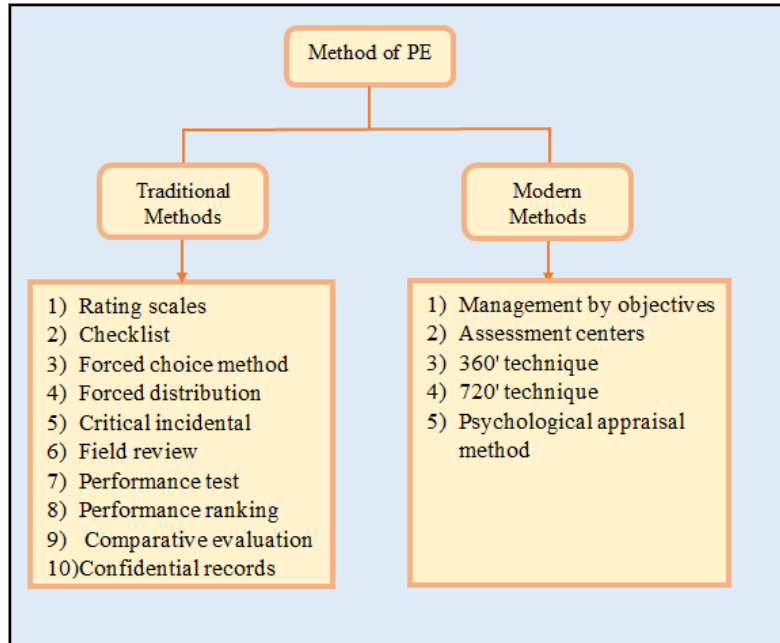 Method of PE
Traditional
Methods
1) Rating scales
2) Checklist
3) Forced choice method
4) Forced distribution
5) Critical incidental
6) Field review
7) Performance test
8) Performance ranking
9) Comparative evaluation
10)Confidential records
Modern
Methods
1) Management by objectives
2) Assessment centers
3) 360' technique
4) 720' technique
5) Psychological appraisal
method